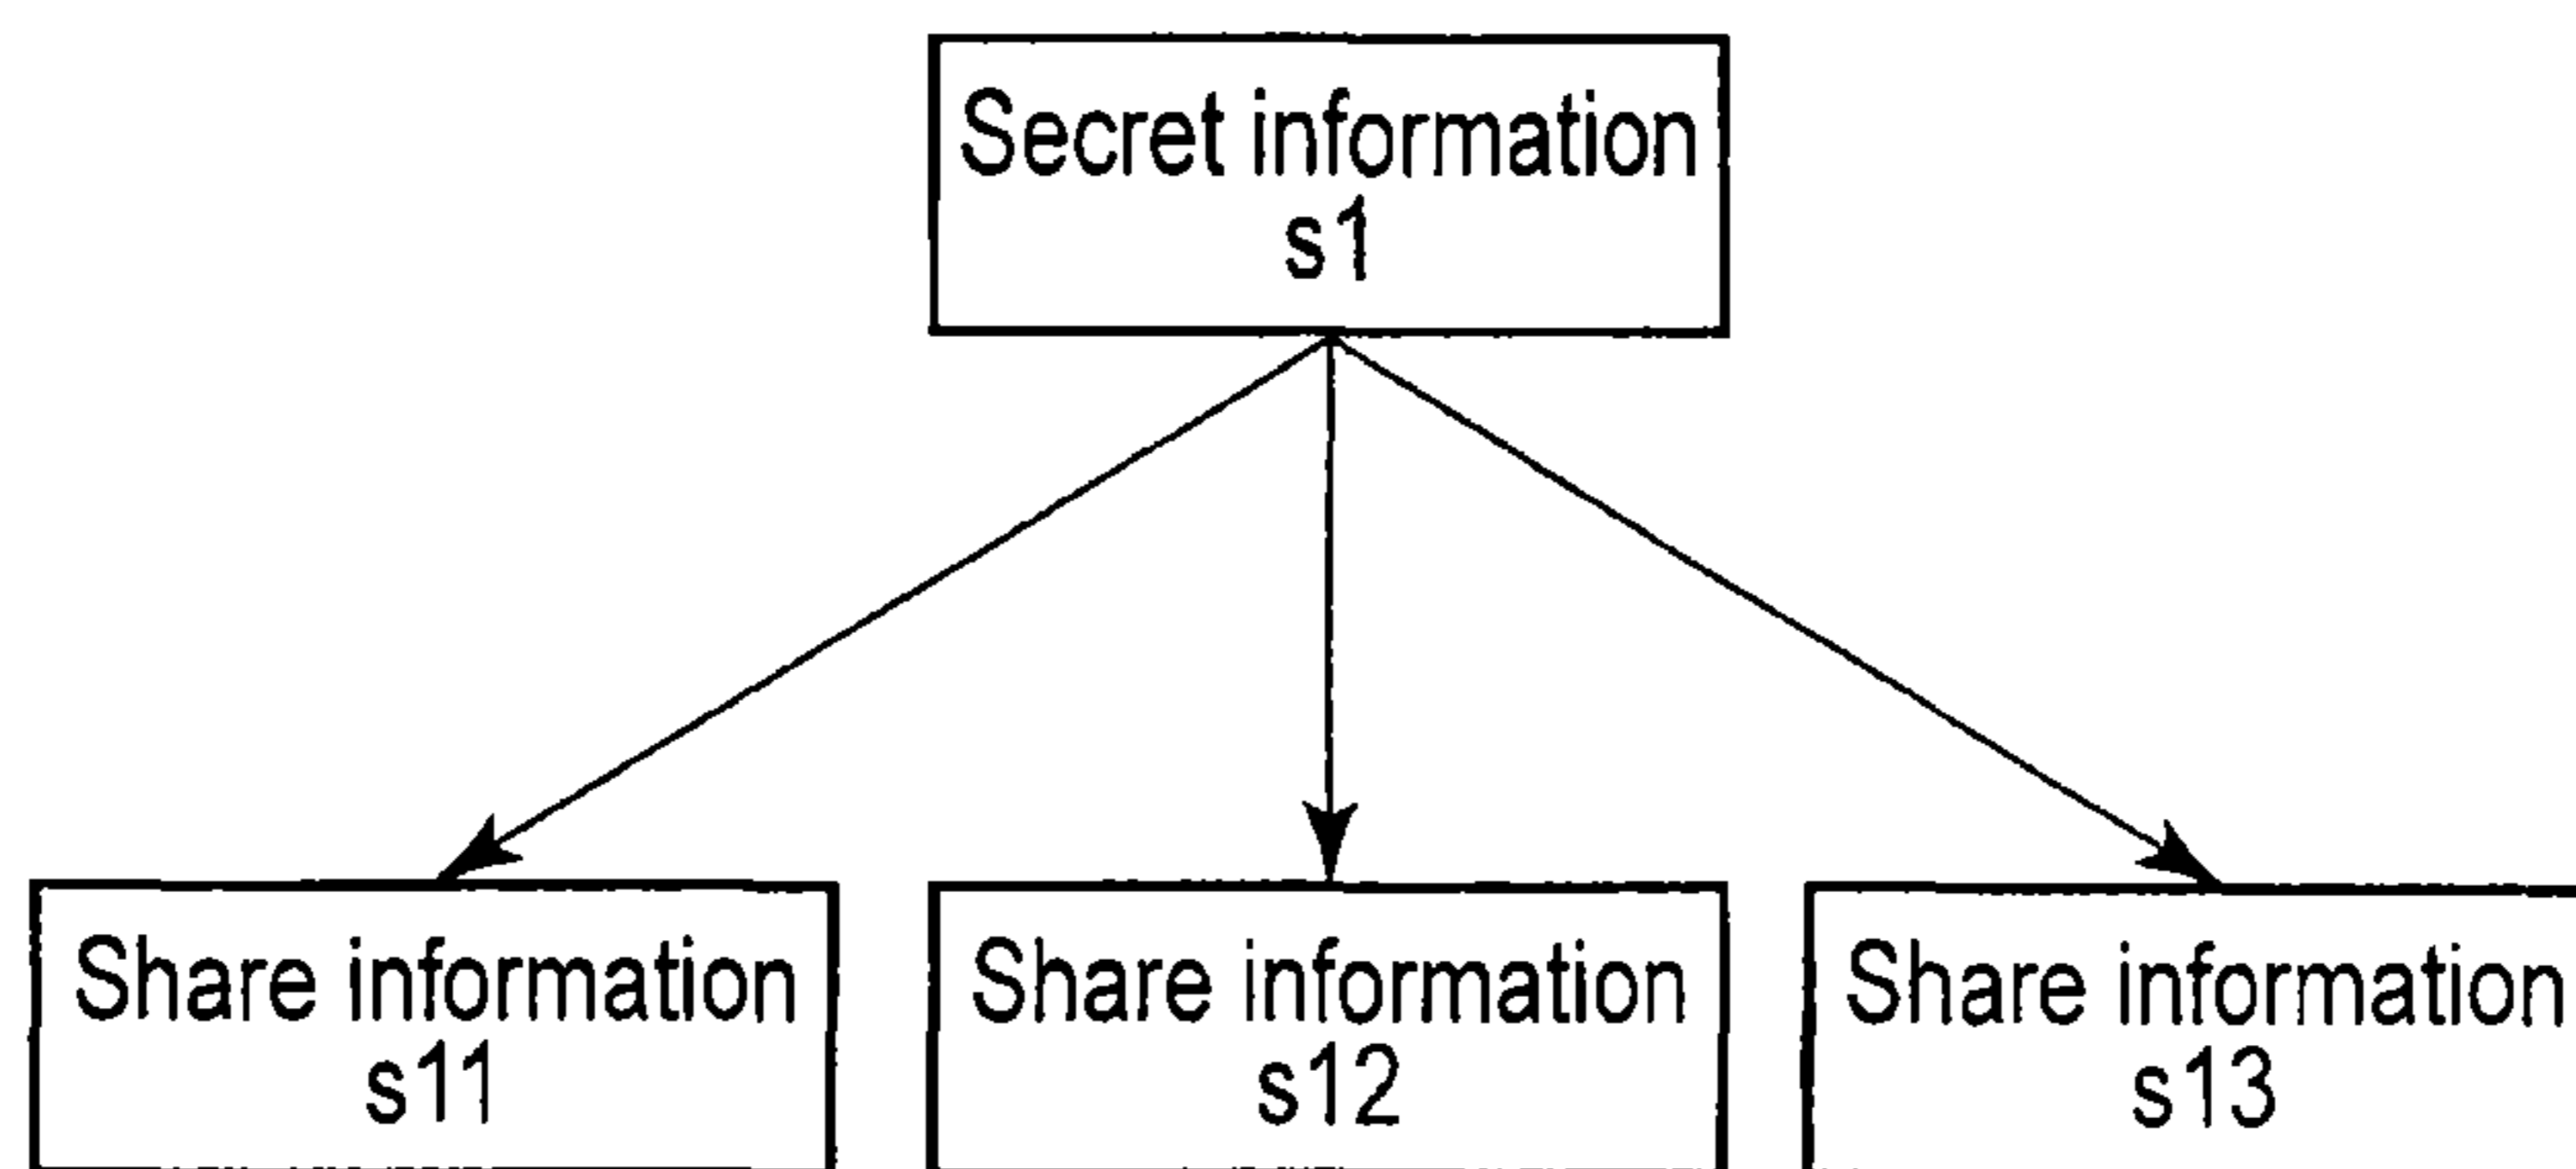 Secret information
s1
Share information
s11
Share information
s12
Share information
s13